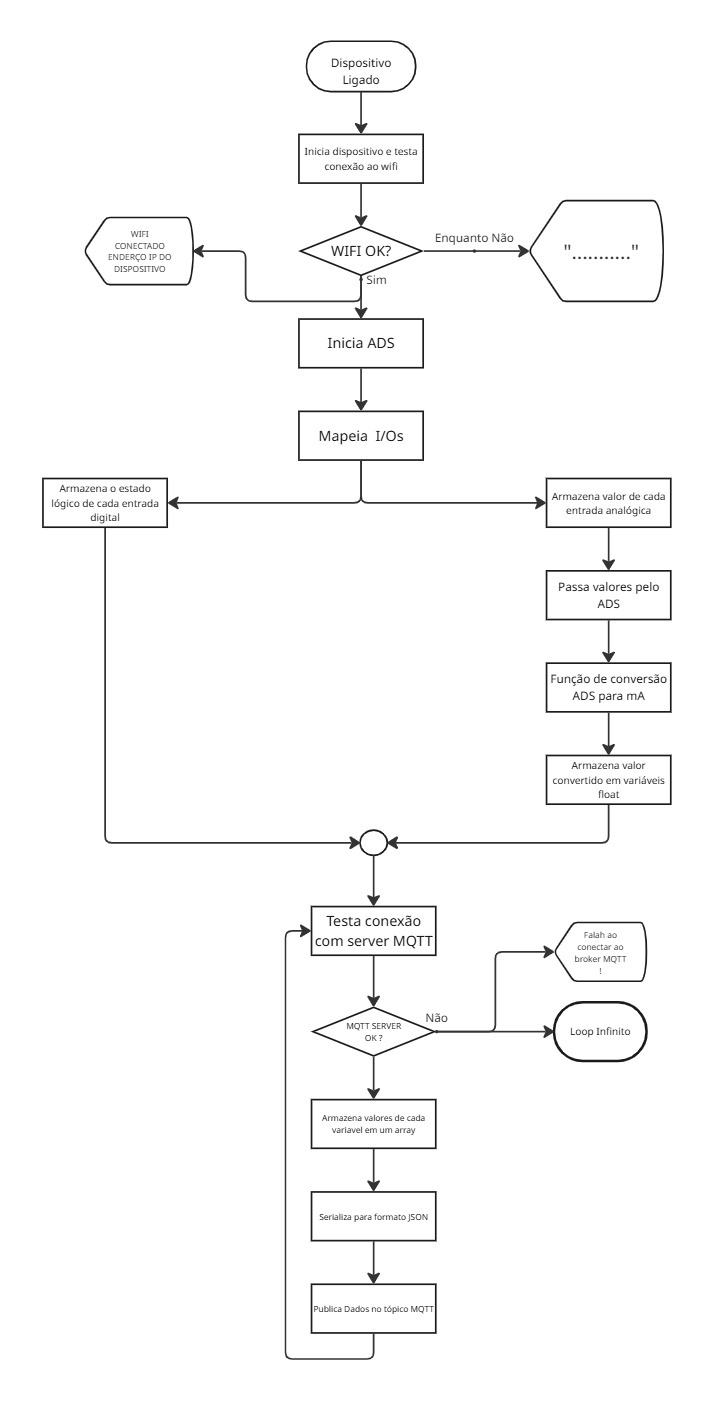 Dispositivo
Ligado
Inicia dispositivo e testa
conexão ao wifi
WIFI
CONECTADO
ENDERÇO IP DO
DISPOSITIVO
WIFI OK?
Enquanto Não
"..........."
Sim
Inicia ADS
Mapeia I/Os
Armazena o estado
lógico de cada entrada
digital
Armazena valor de cada
entrada analógica
Passa valores pelo
ADS
Função de conversão
ADS para mA
Armazena valor
convertido em variáveis
float
Testa conexão
com server MQTT
Falah ao
conectar ao
broker MQTT
!
Não
MQTT SERVER
OK ?
Loop Infinito
Armazena valores de cada
variavel em um array
Serializa para formato JSON
Publica Dados no tópico MQTT